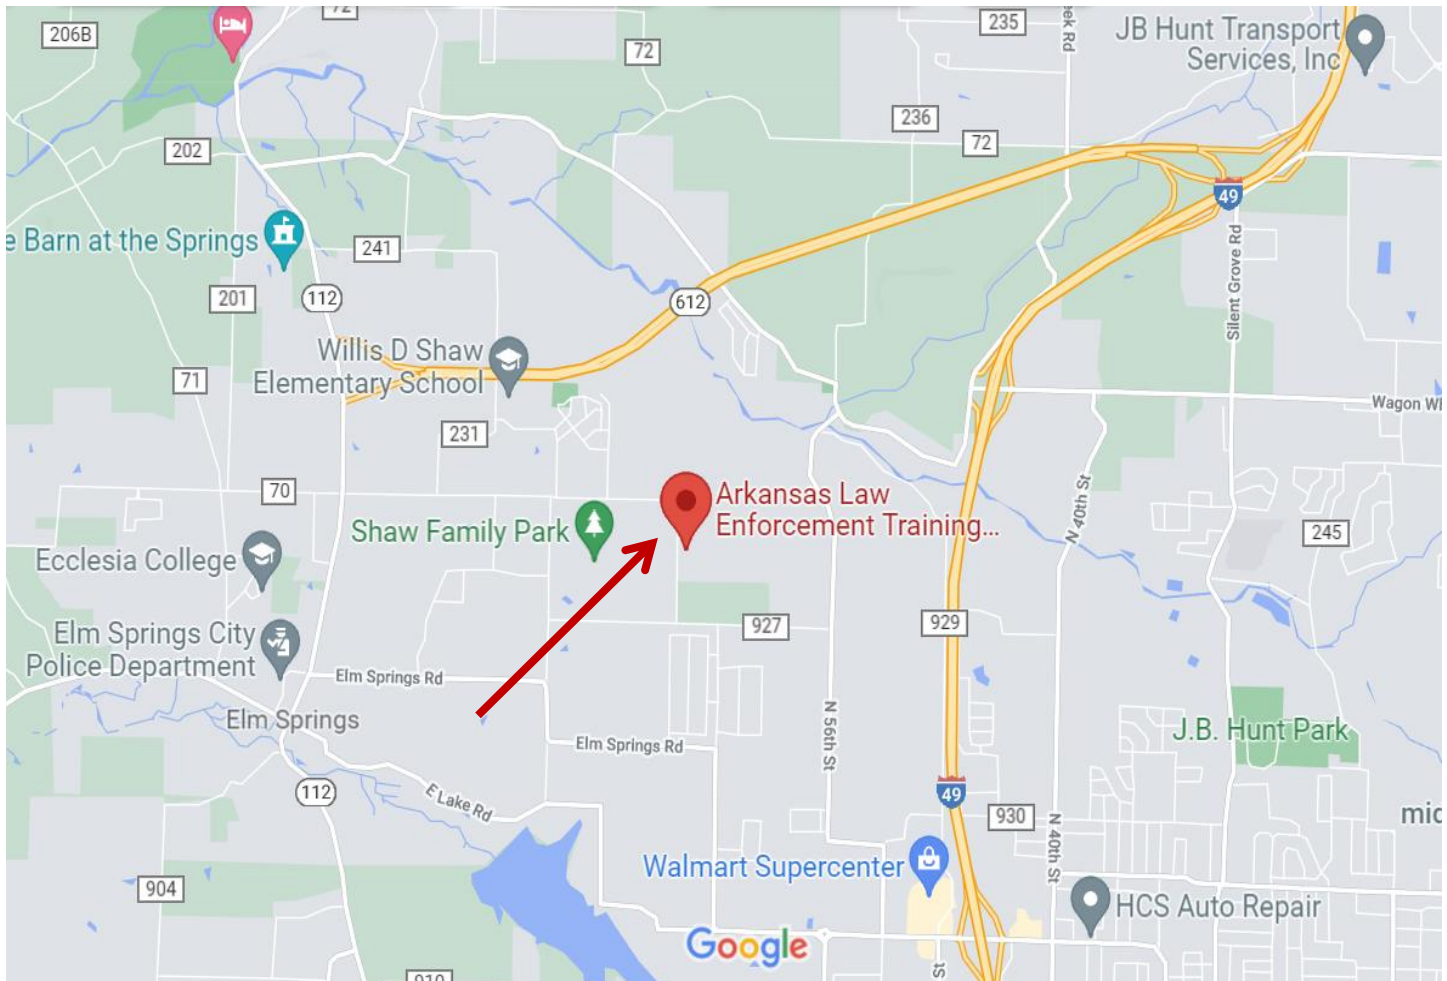 206B
72
235
JB Hunt Transport
Services, Inc
72
236
72
202
49
e Barn at the Springs
241
Silent Grove Rd
201
112
612
Willis D Shaw
Elementary School
71
Wagon
231
70
Arkansas Law
Enforcement Training...
Shaw Family Park
N 40th St
245
Ecclesia College
Elm Springs City
Police Department
927
929
Elm Springs Rd
Elm Springs
N 56th St
J.B. Hunt Park
Elm Springs Rd
112
E Lake Rd
49
930
N 40th St
Walmart Supercenter
904
HCS Auto Repair
Google
St